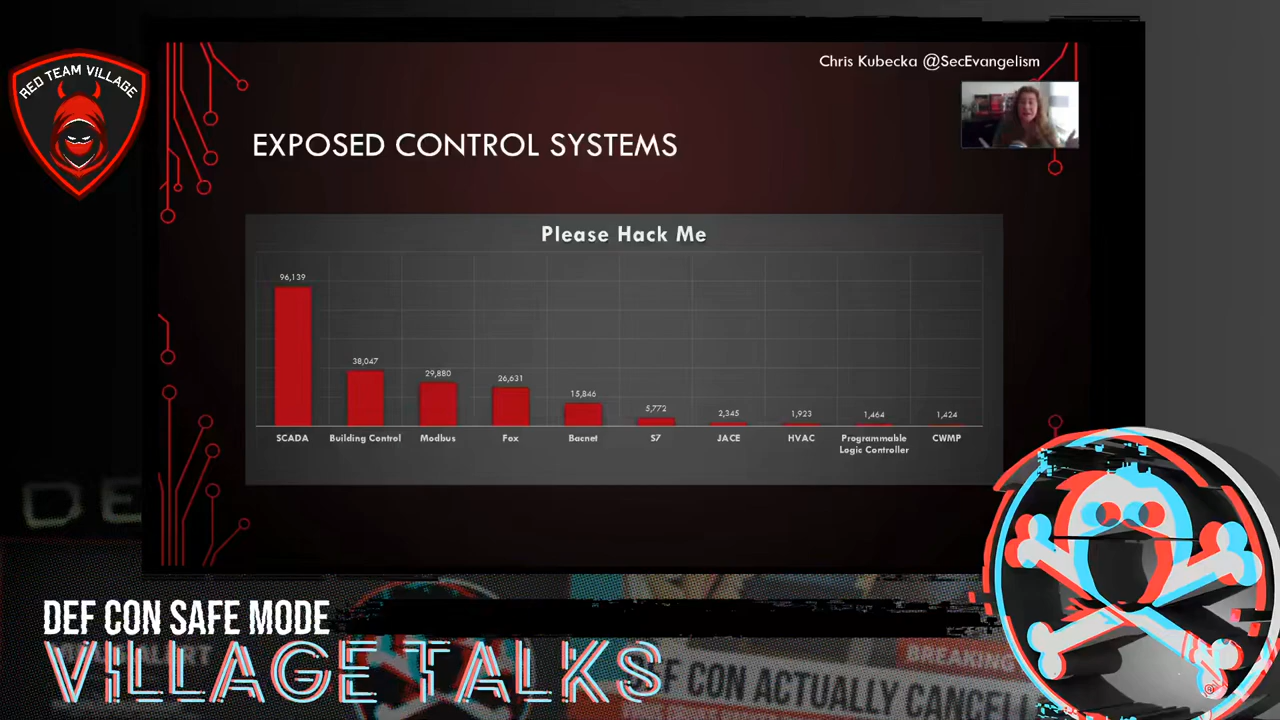 RED TEAM VILLAGE
Chris Kubecka @SecEvangelism
EXPOSED CONTROL SYSTEMS
Please Hack Me
96,139
38,047
29,880
26,631
15,846
5,772
2,345
1,923
1,464
1,424
SCADA
Building Control
Modbus
Fox
Bacnet
S7
JACE
HVAC
Programmable
Logic Controller
CWMP
DE
DEF CON SAFE MODE
VILLAGE TALKS
BREAKING
DEF CON ACTUALLY CANCELL